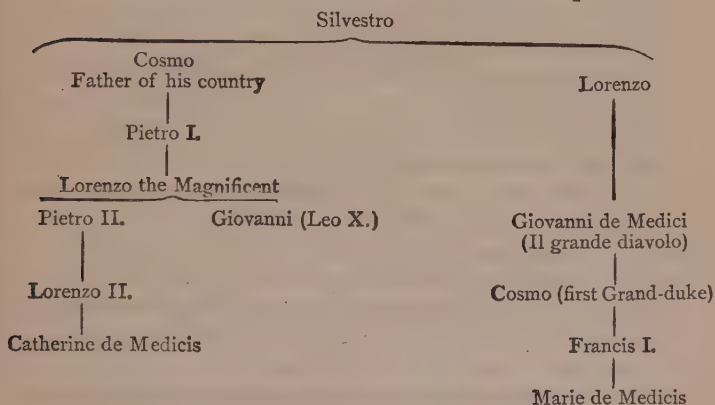 Silvestro
Cosmo
Father of his country
Lorenzo
Pietro I.
Lorenzo the Magnificent
Pietro II.
Giovanni (Leo X.)
Giovanni de Medici
(Il grande diavolo)
Lorenzo II.
Cosmo (first Grand-duke)
Catherine de Medicis
Francis I.
Marie de Medicis